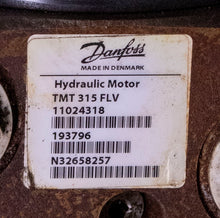 Danfoss
MADE IN DENMARK
Hydraulic Motor
TMT 315 FLV
11024318
193796
N32658257